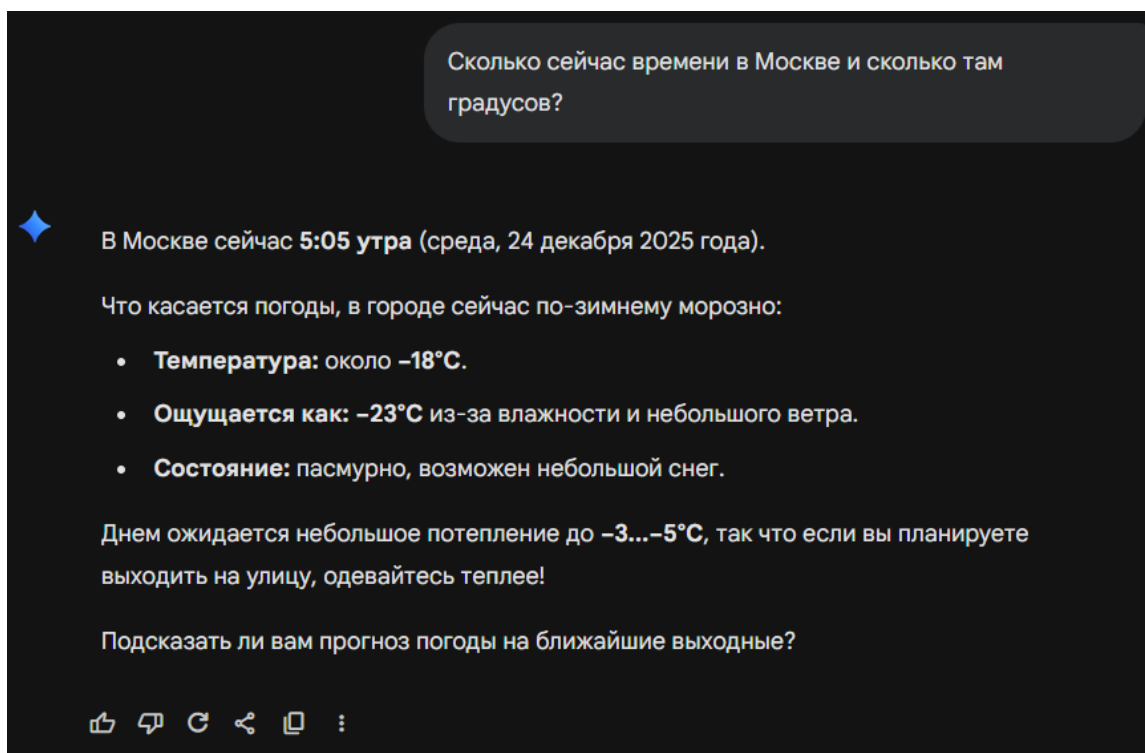 Сколько сейчас времени в Москве и сколько там
градусов?
В Москве сейчас 5:05 утра (среда, 24 декабря 2025 года).
Что касается погоды, в городе сейчас по-зимнему морозно:
• Температура: около −18°C.
• Ощущается как: −23°C из-за влажности и небольшого ветра.
• Состояние: пасмурно, возможен небольшой снег.
Днем ожидается небольшое потепление до −3...−5°C, так что если вы планируете
выходить на улицу, одевайтесь теплее!
Подсказать ли вам прогноз погоды на ближайшие выходные?